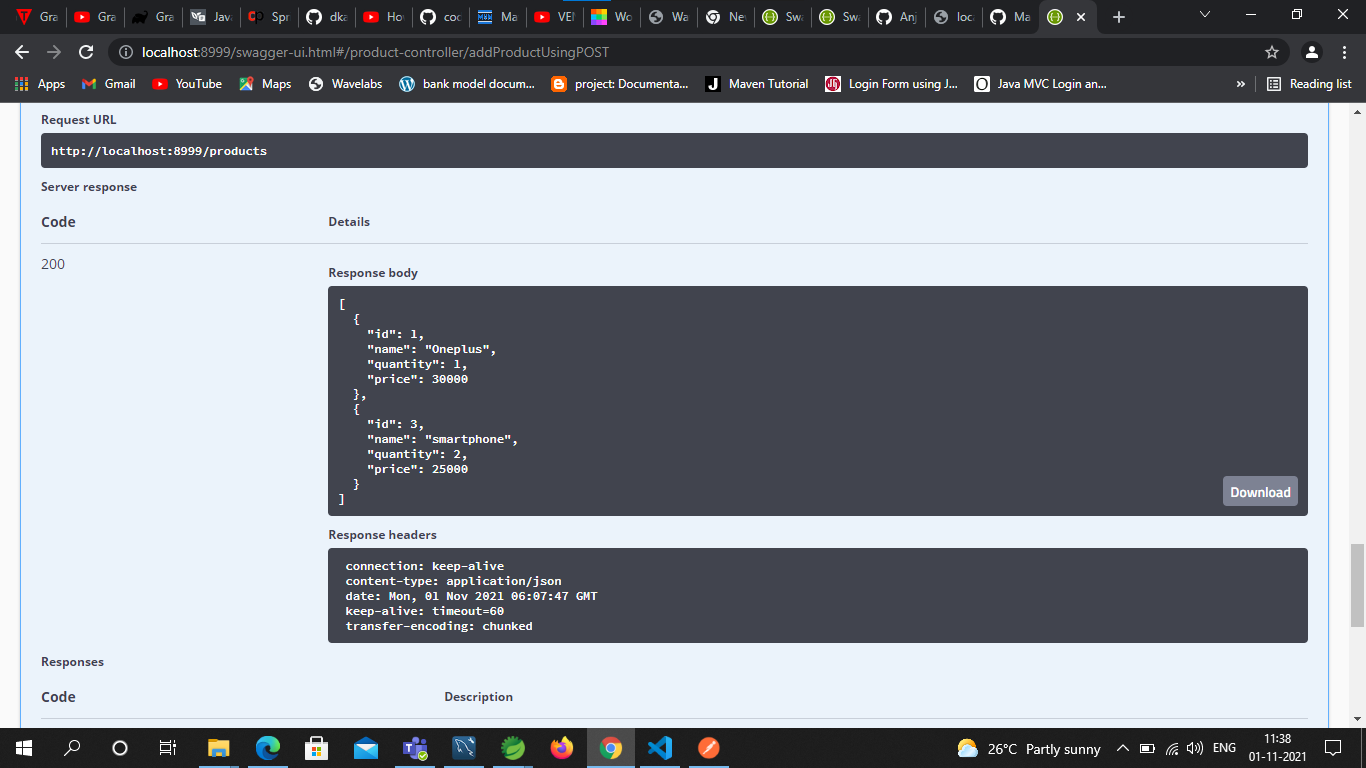 Gra
Gra
Gra
Java
Spr
dka
Hov
coc
Ma
VEN
Wo
Wa
Nev
Swa
Swa
Anj
loca
Ma
localhost:8999/swagger-ui.html#/product-controller/addProductUsingPOST
Apps
Gmail
YouTube
Maps
Wavelabs
bank model docum...
project: Documenta...
Maven Tutorial
Login Form using J...
Java MVC Login an...
»
Reading list
Request URL
http://localhost:8999/products
Server response
Code
Details
200
Response body
[
{
"id": 1,
"name": "Oneplus",
"quantity": 1,
"price": 30000
},
{
"id": 3,
"name": "smartphone",
"quantity": 2,
"price": 25000
}
]
Download
Response headers
connection: keep-alive
content-type: application/json
date: Mon, 01 Nov 2021 06:07:47 GMT
keep-alive: timeout=60
transfer-encoding: chunked
Responses
Code
Description
26°C Partly sunny
ENG
11:38
01-11-2021